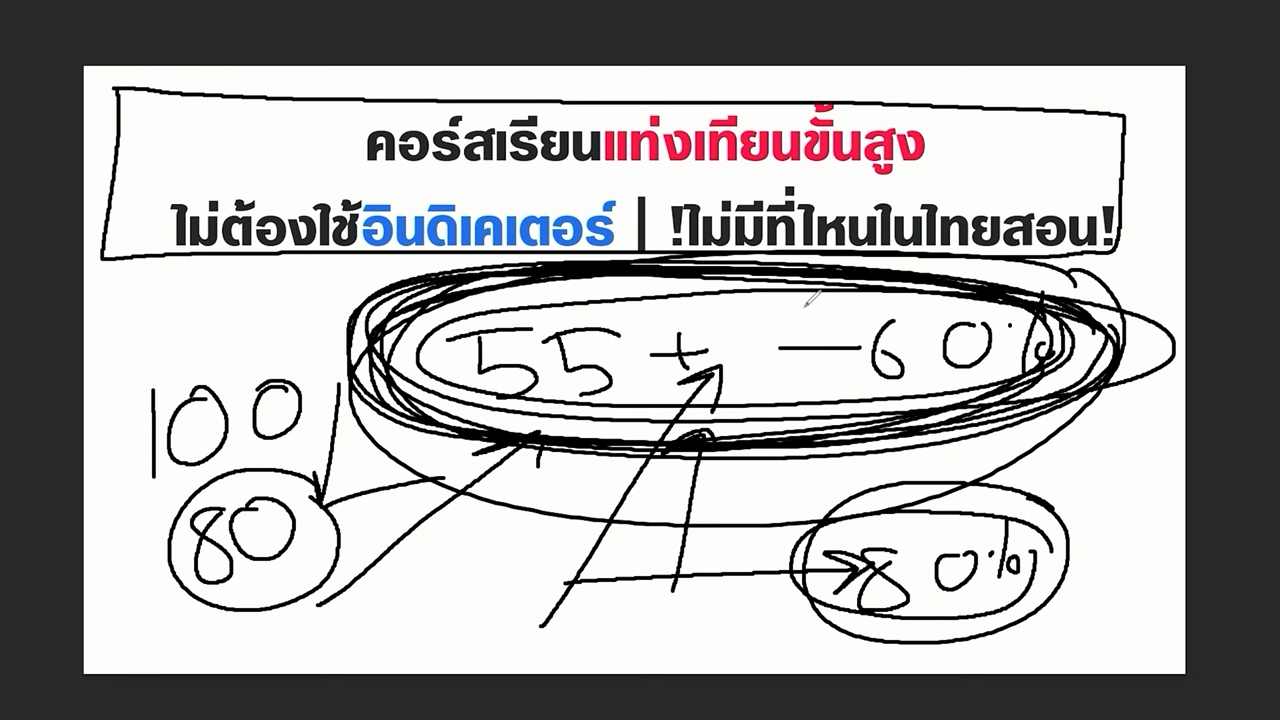 คอร์สเรียนแท่งเทียนขั้นสูง
ไม่ต้องใช้อินดิเคเตอร์ | !ไม่มีที่ไหนในไทยสอน!
55 + — 60%
100
80
80%